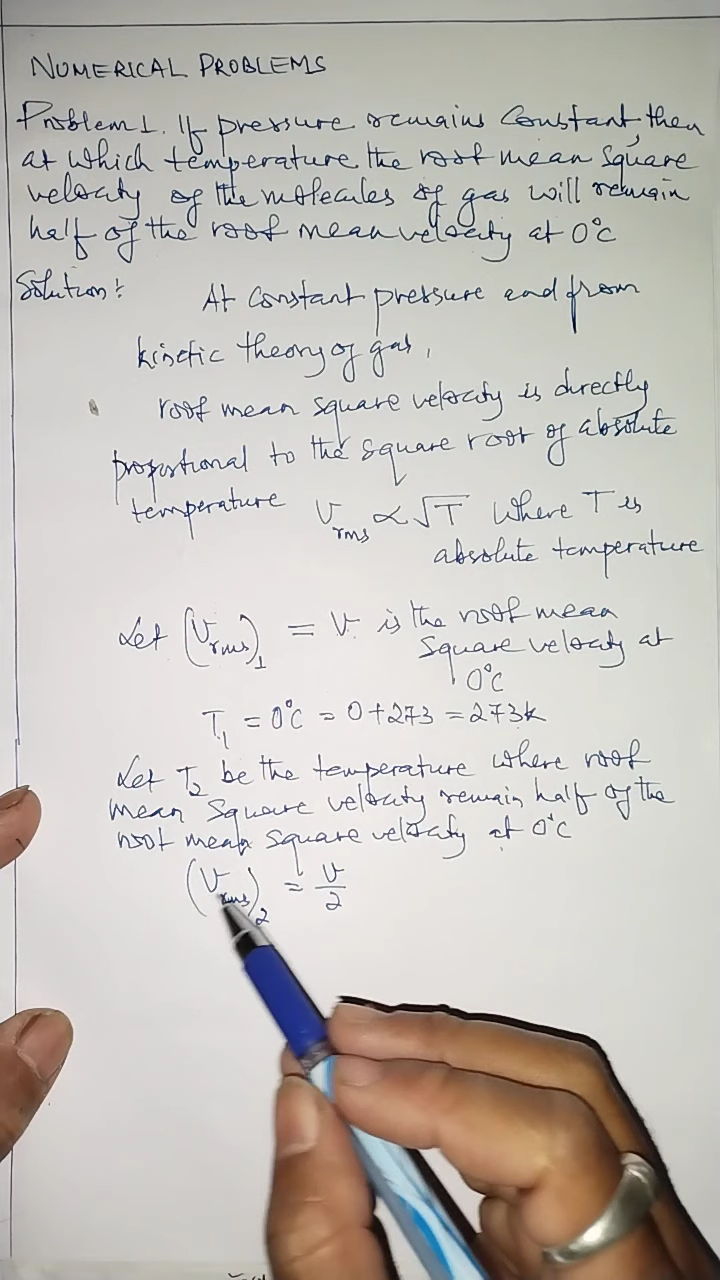 NUMERICAL PROBLEMS
Problem 1. If pressure remains constant, then
at which temperature the root mean square
velocity of the molecules of gas will remain
half of the root mean velocity at 0°C
Solution:
At constant pressure and from
kinetic theory of gas,
root mean square velocity is directly
proportional to the square root of absolute
temperature V_rms ∝ √T where T is
absolute temperature
Let (V_rms)_1 = V is the root mean
square velocity at
0°C
T_1 = 0°C = 0+273 = 273k
Let T_2 be the temperature where root
mean square velocity remain half of the
root mean square velocity at 0°C
(V_rms)_2 = V/2